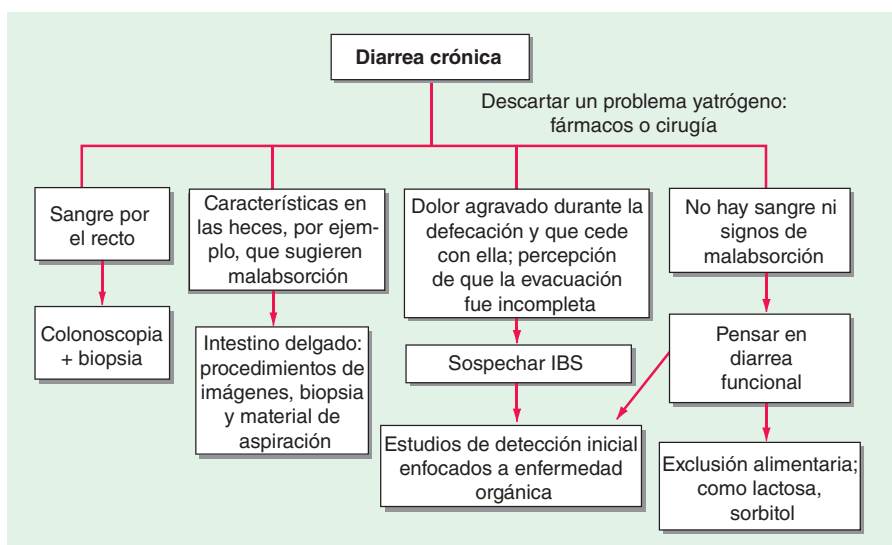 Diarrea crónica
Descartar un problema yatrógeno:
fármacos o cirugía
Sangre por
el recto
Colonoscopia
+ biopsia
Características en
las heces, por ejem-
plo, que sugieren
malabsorción
Intestino delgado:
procedimientos de
imágenes, biopsia
y material de
aspiración
Dolor agravado durante la
defecación y que cede
con ella; percepción
de que la evacuación
fue incompleta
Sospechar IBS
Estudios de detección inicial
enfocados a enfermedad
orgánica
No hay sangre ni
signos de
malabsorción
Pensar en
diarrea
funcional
Exclusión alimentaria;
como lactosa,
sorbitol